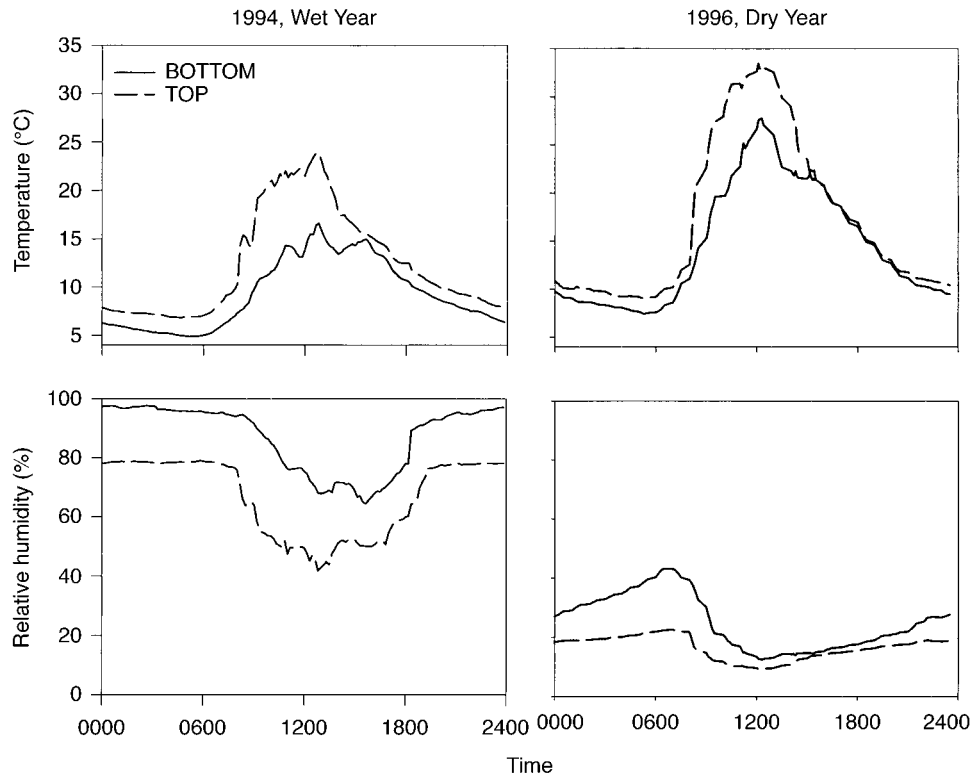 1994, Wet Year
1996, Dry Year
35
30
25
20
15
10
5
Temperature (°C)
BOTTOM
TOP
100
80
60
40
20
0
Relative humidity (%)
0000 0600 1200 1800 2400
0000 0600 1200 1800 2400
Time